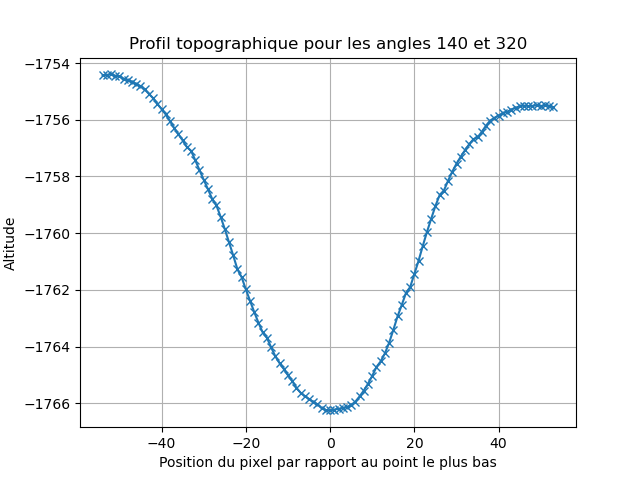 Profil topographique pour les angles 140 et 320
−1754
−1756
−1758
−1760
−1762
−1764
−1766
Altitude
−40 −20 0 20 40
Position du pixel par rapport au point le plus bas